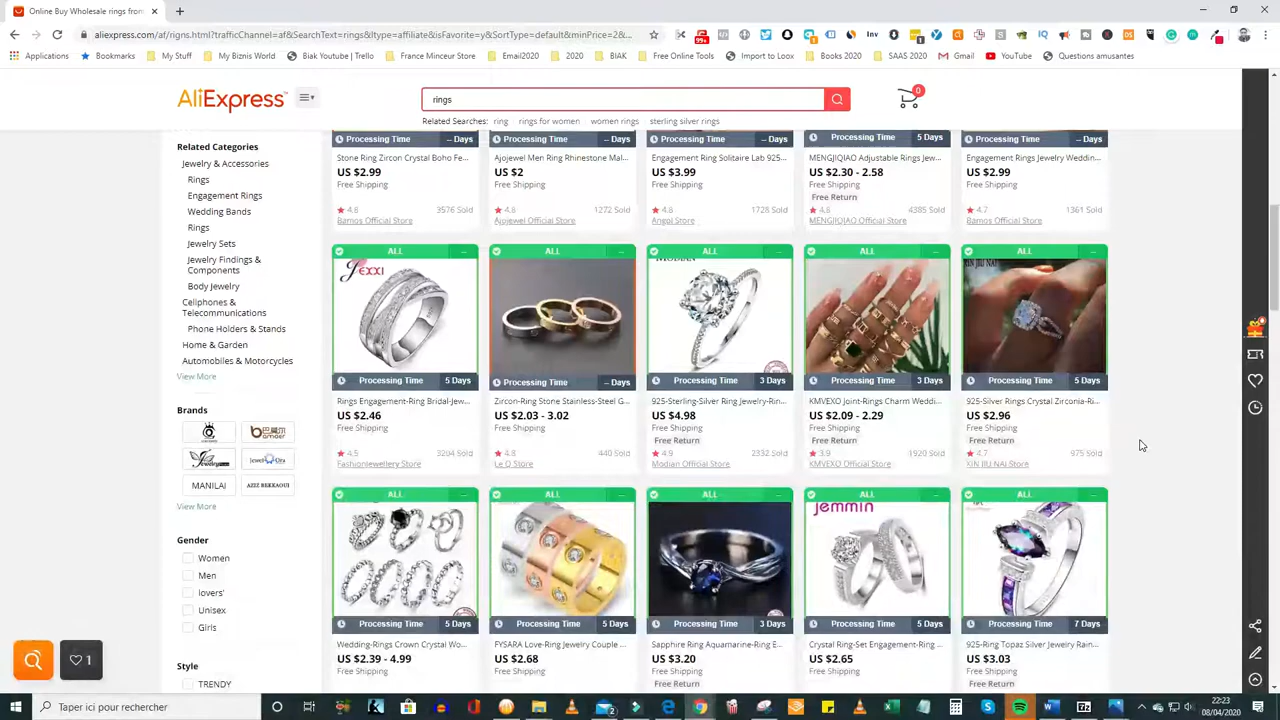 Online Buy Wholesale rings from
aliexpress.com/af/rigns.html?trafficChannel=af&SearchText=rings&ltype=affiliate&isFavorite=y&SortType=default&minPrice=2&...
Applications
Bookmarks
My Stuff
My Biznis World
Biak Youtube | Trello
France Minceur Store
Email2020
2020
BIAK
Free Online Tools
Import to Loox
Books 2020
SAAS 2020
Gmail
YouTube
Questions amusantes
AliExpress
rings
0
Related Searches: ring rings for women women rings sterling silver rings
Related Categories
Jewelry & Accessories
Rings
Engagement Rings
Wedding Bands
Rings
Jewelry Sets
Jewelry Findings &
Components
Body Jewelry
Cellphones &
Telecommunications
Phone Holders & Stands
Home & Garden
Automobiles & Motorcycles
View More
Brands
MANILAI
AZIZ BEKKAOUI
View More
Gender
Women
Men
lovers'
Unisex
Girls
Style
TRENDY
Processing Time -- Days
Stone Ring Zircon Crystal Boho Fe...
US $2.99
Free Shipping
4.8 3576 Sold
Bamos Official Store
Processing Time -- Days
Ajojewel Men Ring Rhinestone Mal...
US $2
Free Shipping
4.8 1272 Sold
Ajojewel Official Store
Processing Time -- Days
Engagement Ring Solitaire Lab 925...
US $3.99
Free Shipping
4.8 1728 Sold
Angel Store
Processing Time 5 Days
MENGJIQIAO Adjustable Rings Jew...
US $2.30 - 2.58
Free Shipping
Free Return
4.8 4385 Sold
MENGJIQIAO Official Store
Processing Time -- Days
Engagement Rings Jewelry Weddin...
US $2.99
Free Shipping
4.7 1361 Sold
Bamos Official Store
ALL
JEXXI
Processing Time 5 Days
Rings Engagement-Ring Bridal-Jew...
US $2.46
Free Shipping
4.5 3204 Sold
FashionJewellery Store
ALL
Processing Time -- Days
Zircon-Ring Stone Stainless-Steel G...
US $2.03 - 3.02
Free Shipping
4.8 440 Sold
Le Q Store
ALL
MODIAN
Processing Time 3 Days
925-Sterling-Silver Ring Jewelry-Rin...
US $4.98
Free Shipping
Free Return
4.9 2332 Sold
Modian Official Store
ALL
Processing Time 3 Days
KMVEXO Joint-Rings Charm Weddi...
US $2.09 - 2.29
Free Shipping
Free Return
3.9 1920 Sold
KMVEXO Official Store
ALL
XIN JIU NAI
Processing Time 5 Days
925-Silver Rings Crystal Zirconia-Ri...
US $2.96
Free Shipping
Free Return
4.7 975 Sold
XIN JIU NAI Store
ALL
Processing Time 5 Days
Wedding-Rings Crown Crystal Wo...
US $2.39 - 4.99
Free Shipping
ALL
Processing Time 5 Days
FYSARA Love-Ring Jewelry Couple ...
US $2.68
Free Shipping
ALL
Processing Time 3 Days
Sapphire Ring Aquamarine-Ring E...
US $3.20
Free Shipping
Free Return
ALL
Jemmin
Processing Time 5 Days
Crystal Ring-Set Engagement-Ring ...
US $2.65
Free Shipping
ALL
Processing Time 7 Days
925-Ring Topaz Silver Jewelry Rain...
US $3.03
Free Shipping
Free Return
1
Taper ici pour rechercher
22:23
08/04/2020